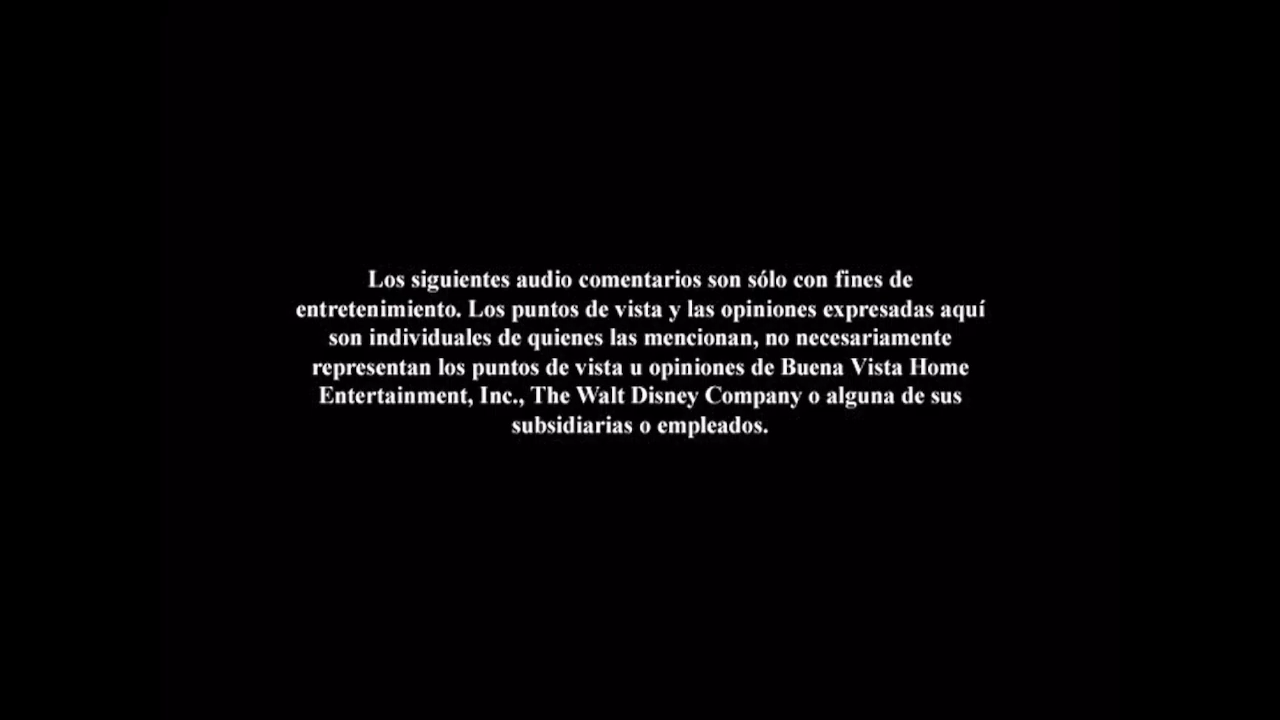 Los siguientes audio comentarios son sólo con fines de
entretenimiento. Los puntos de vista y las opiniones expresadas aquí
son individuales de quienes las mencionan, no necesariamente
representan los puntos de vista u opiniones de Buena Vista Home
Entertainment, Inc., The Walt Disney Company o alguna de sus
subsidiarias o empleados.